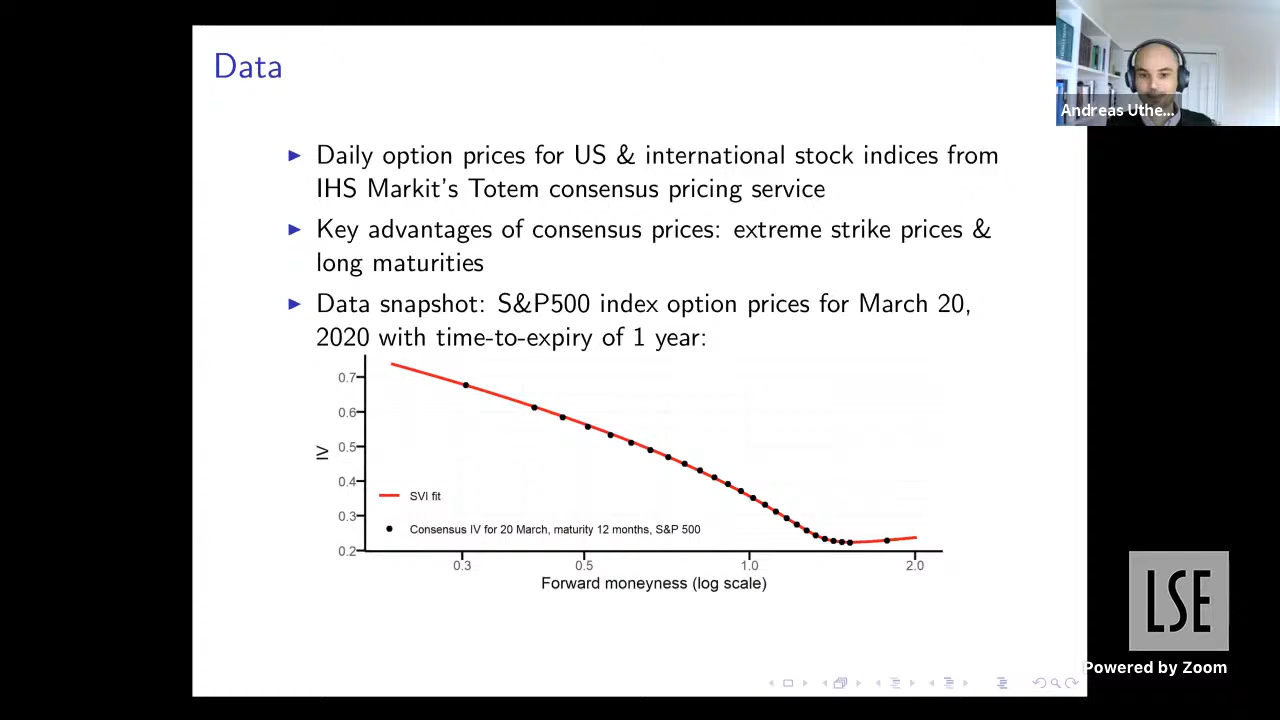 Data
Andreas Uthe...
▶ Daily option prices for US & international stock indices from
IHS Markit's Totem consensus pricing service
▶ Key advantages of consensus prices: extreme strike prices &
long maturities
▶ Data snapshot: S&P500 index option prices for March 20,
2020 with time-to-expiry of 1 year:
0.7
0.6
0.5
0.4
0.3
0.2
IV
SVI fit
Consensus IV for 20 March, maturity 12 months, S&P 500
0.3 0.5 1.0 2.0
Forward moneyness (log scale)
LSE
Powered by Zoom